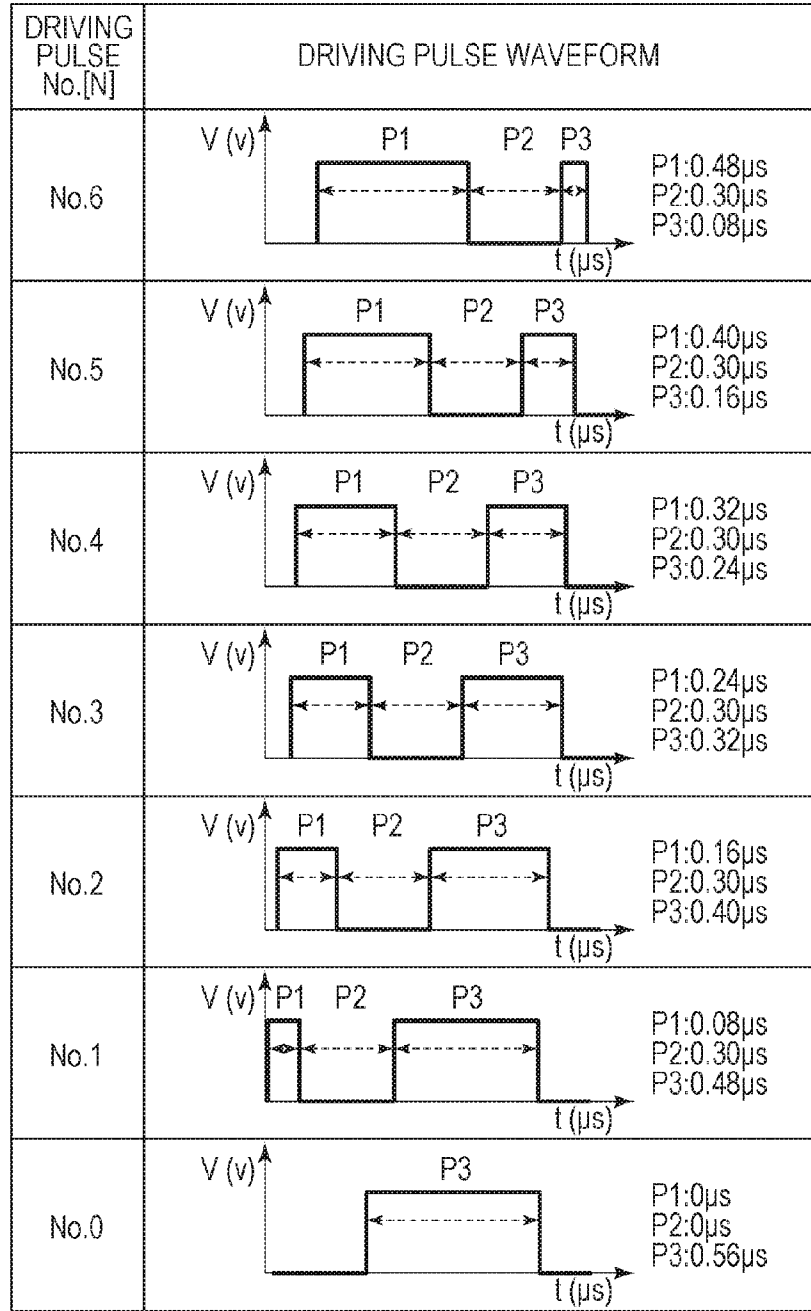 DRIVING
PULSE
No.[N]
DRIVING PULSE WAVEFORM
No.6
V (v)
P1
P2
P3
t (µs)
P1:0.48µs
P2:0.30µs
P3:0.08µs
No.5
V (v)
P1
P2
P3
t (µs)
P1:0.40µs
P2:0.30µs
P3:0.16µs
No.4
V (v)
P1
P2
P3
t (µs)
P1:0.32µs
P2:0.30µs
P3:0.24µs
No.3
V (v)
P1
P2
P3
t (µs)
P1:0.24µs
P2:0.30µs
P3:0.32µs
No.2
V (v)
P1
P2
P3
t (µs)
P1:0.16µs
P2:0.30µs
P3:0.40µs
No.1
V (v)
P1
P2
P3
t (µs)
P1:0.08µs
P2:0.30µs
P3:0.48µs
No.0
V (v)
P3
t (µs)
P1:0µs
P2:0µs
P3:0.56µs